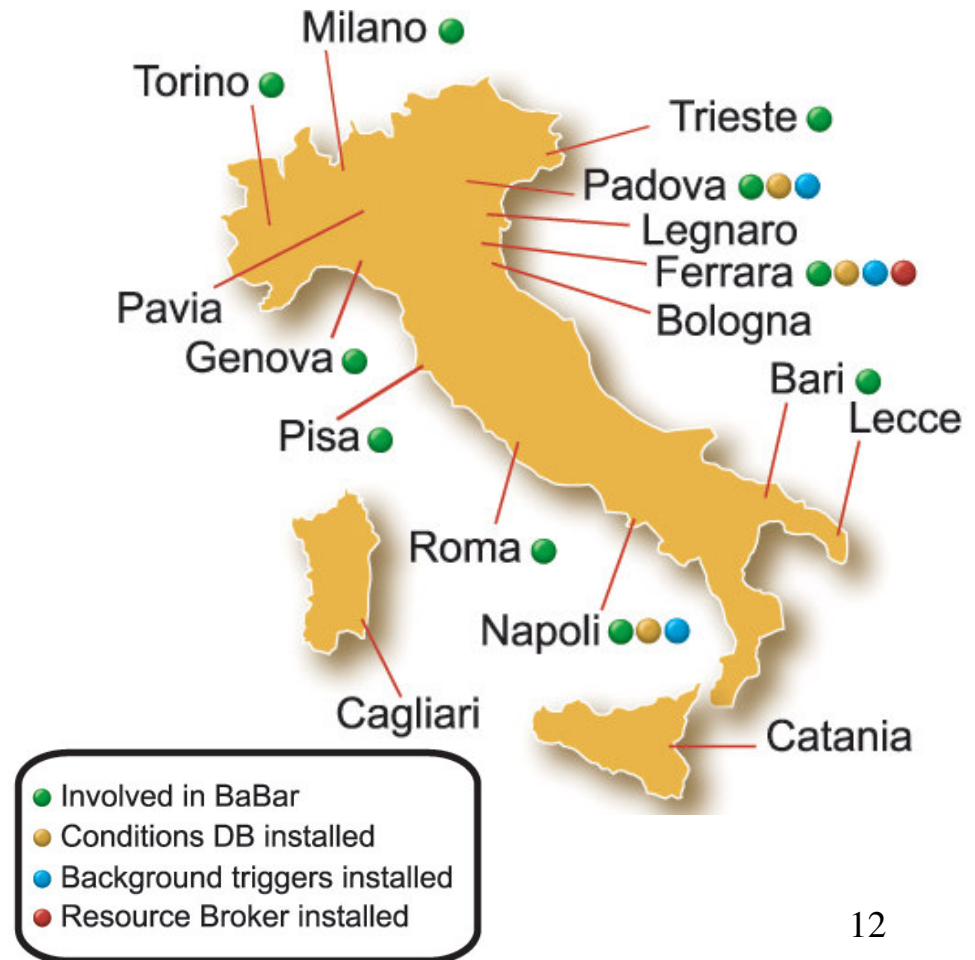 Milano
Torino
Trieste
Padova
Legnaro
Ferrara
Bologna
Pavia
Genova
Bari
Lecce
Pisa
Roma
Napoli
Cagliari
Catania
Involved in BaBar
Conditions DB installed
Background triggers installed
Resource Broker installed
12